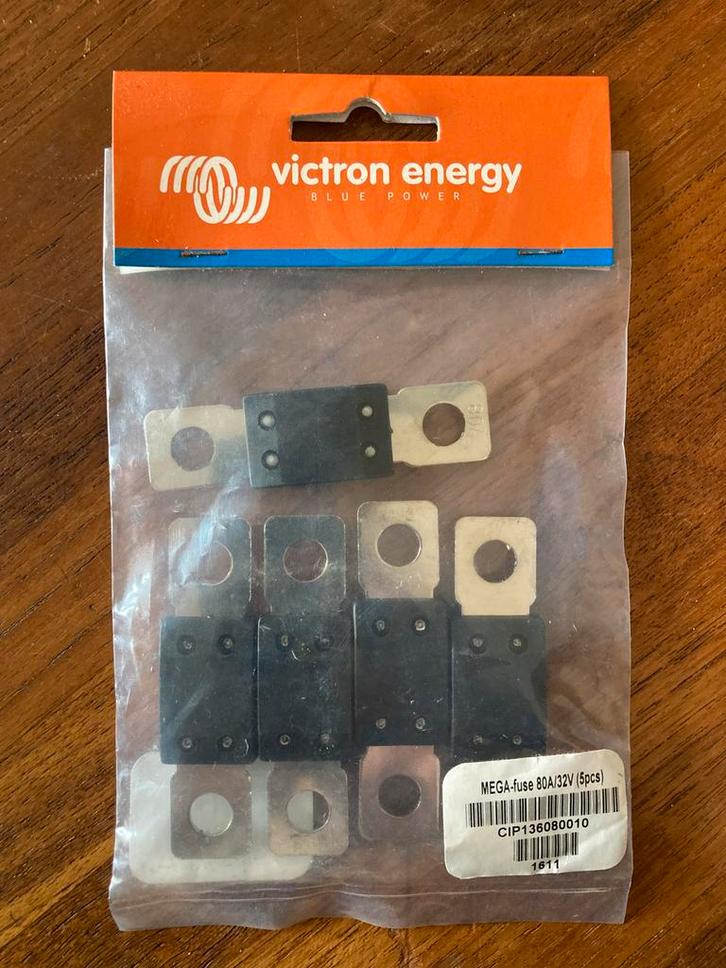 victron energy
BLUE POWER
MEGA-fuse 80A/32V (5pcs)
CIP136080010
1611